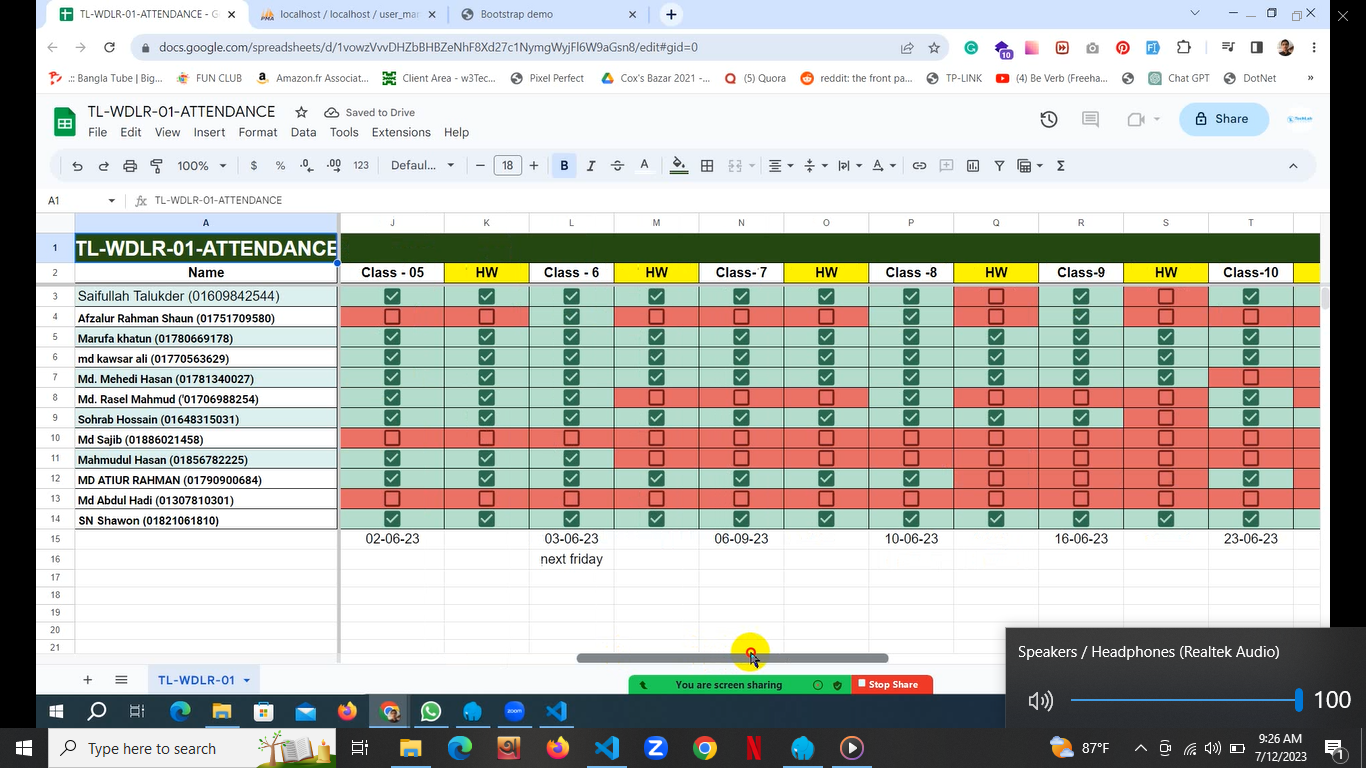 TL-WDLR-01-ATTENDANCE - G
localhost / localhost / user_ma
Bootstrap demo
docs.google.com/spreadsheets/d/1vowzVvvDHZbBHBZeNhF8Xd27c1NymgWyjFl6W9aGsn8/edit#gid=0
10
.:: Bangla Tube | Big...
FUN CLUB
Amazon.fr Associat...
Client Area - w3Tec...
Pixel Perfect
Cox's Bazar 2021 -...
(5) Quora
reddit: the front pa...
TP-LINK
(4) Be Verb (Freeha...
Chat GPT
DotNet
»
TL-WDLR-01-ATTENDANCE
Saved to Drive
File Edit View Insert Format Data Tools Extensions Help
Share
100% $ % .0 .00 123 Defaul... 18 B I A
A1 fx TL-WDLR-01-ATTENDANCE
A J K L M N O P Q R S T
1 TL-WDLR-01-ATTENDANCE
2 Name Class - 05 HW Class - 6 HW Class- 7 HW Class -8 HW Class-9 HW Class-10
3 Saifullah Talukder (01609842544)
4 Afzalur Rahman Shaun (01751709580)
5 Marufa khatun (01780669178)
6 md kawsar ali (01770563629)
7 Md. Mehedi Hasan (01781340027)
8 Md. Rasel Mahmud ('01706988254)
9 Sohrab Hossain (01648315031)
10 Md Sajib (01886021458)
11 Mahmudul Hasan (01856782225)
12 MD ATIUR RAHMAN (01799900684)
13 Md Abdul Hadi (01307810301)
14 SN Shawon (01821061810)
15 02-06-23 03-06-23 06-09-23 10-06-23 16-06-23 23-06-23
16 next friday
17
18
19
20
21
TL-WDLR-01
You are screen sharing
Stop Share
Speakers / Headphones (Realtek Audio)
100
zoom
Type here to search
87°F
9:26 AM
7/12/2023
1